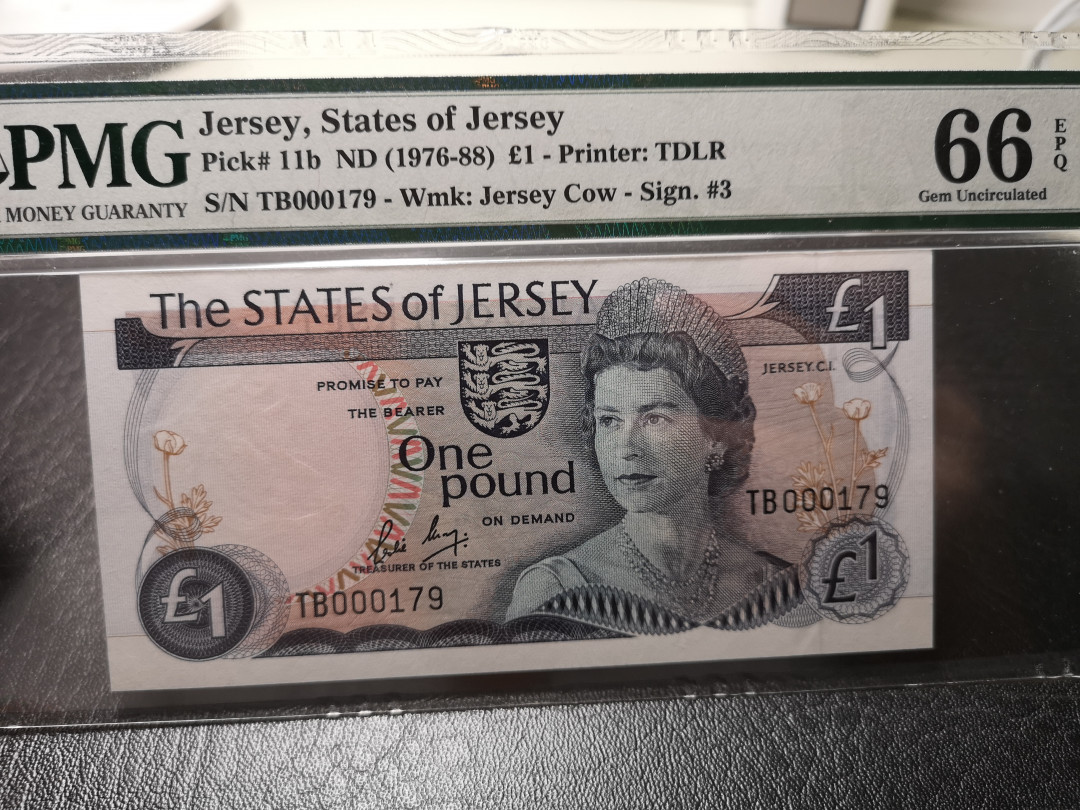 PMG
MONEY GUARANTY
Jersey, States of Jersey
Pick# 11b ND (1976-88) £1 - Printer: TDLR
S/N TB000179 - Wmk: Jersey Cow - Sign. #3
66
EPQ
Gem Uncirculated
The STATES of JERSEY
£1
JERSEY.C.I.
PROMISE TO PAY
THE BEARER
One
pound
ON DEMAND
TB000179
TREASURER OF THE STATES
£1
TB000179
£1